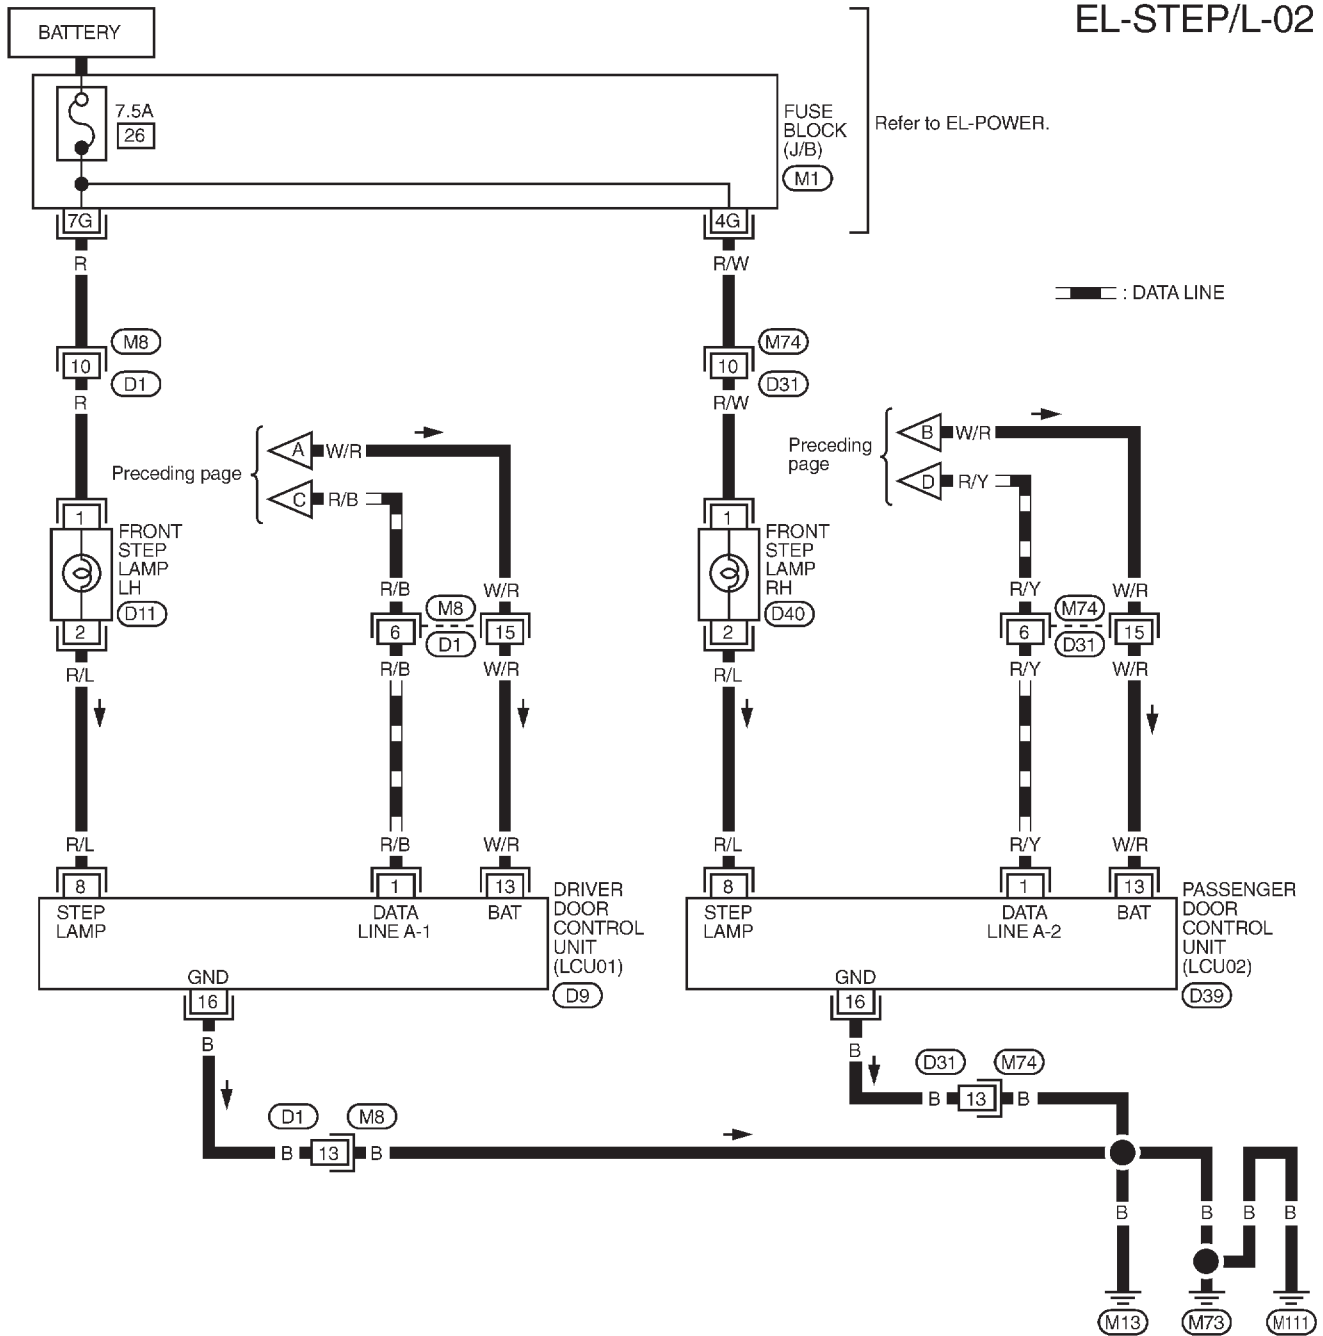 EL-STEP/L-02
BATTERY
7.5A
26
FUSE
BLOCK
(J/B)
M1
Refer to EL-POWER.
7G
4G
R
R/W
: DATA LINE
M8
10
D1
M74
10
D31
R
R/W
Preceding page
A
W/R
C
R/B
Preceding
page
B
W/R
D
R/Y
1
FRONT
STEP
LAMP
LH
D11
2
1
FRONT
STEP
LAMP
RH
D40
2
R/B
W/R
6
M8
D1
15
R/B
W/R
R/Y
W/R
6
M74
D31
15
R/Y
W/R
R/L
R/L
R/L
R/B
W/R
R/L
R/Y
W/R
8
1
13
8
1
13
STEP
LAMP
DATA
LINE A-1
BAT
GND
DRIVER
DOOR
CONTROL
UNIT
(LCU01)
D9
STEP
LAMP
DATA
LINE A-2
BAT
GND
PASSENGER
DOOR
CONTROL
UNIT
(LCU02)
D39
16
16
B
B
D31
M74
B
13
B
D1
M8
B
13
B
B
B
B
B
M13
M73
M111